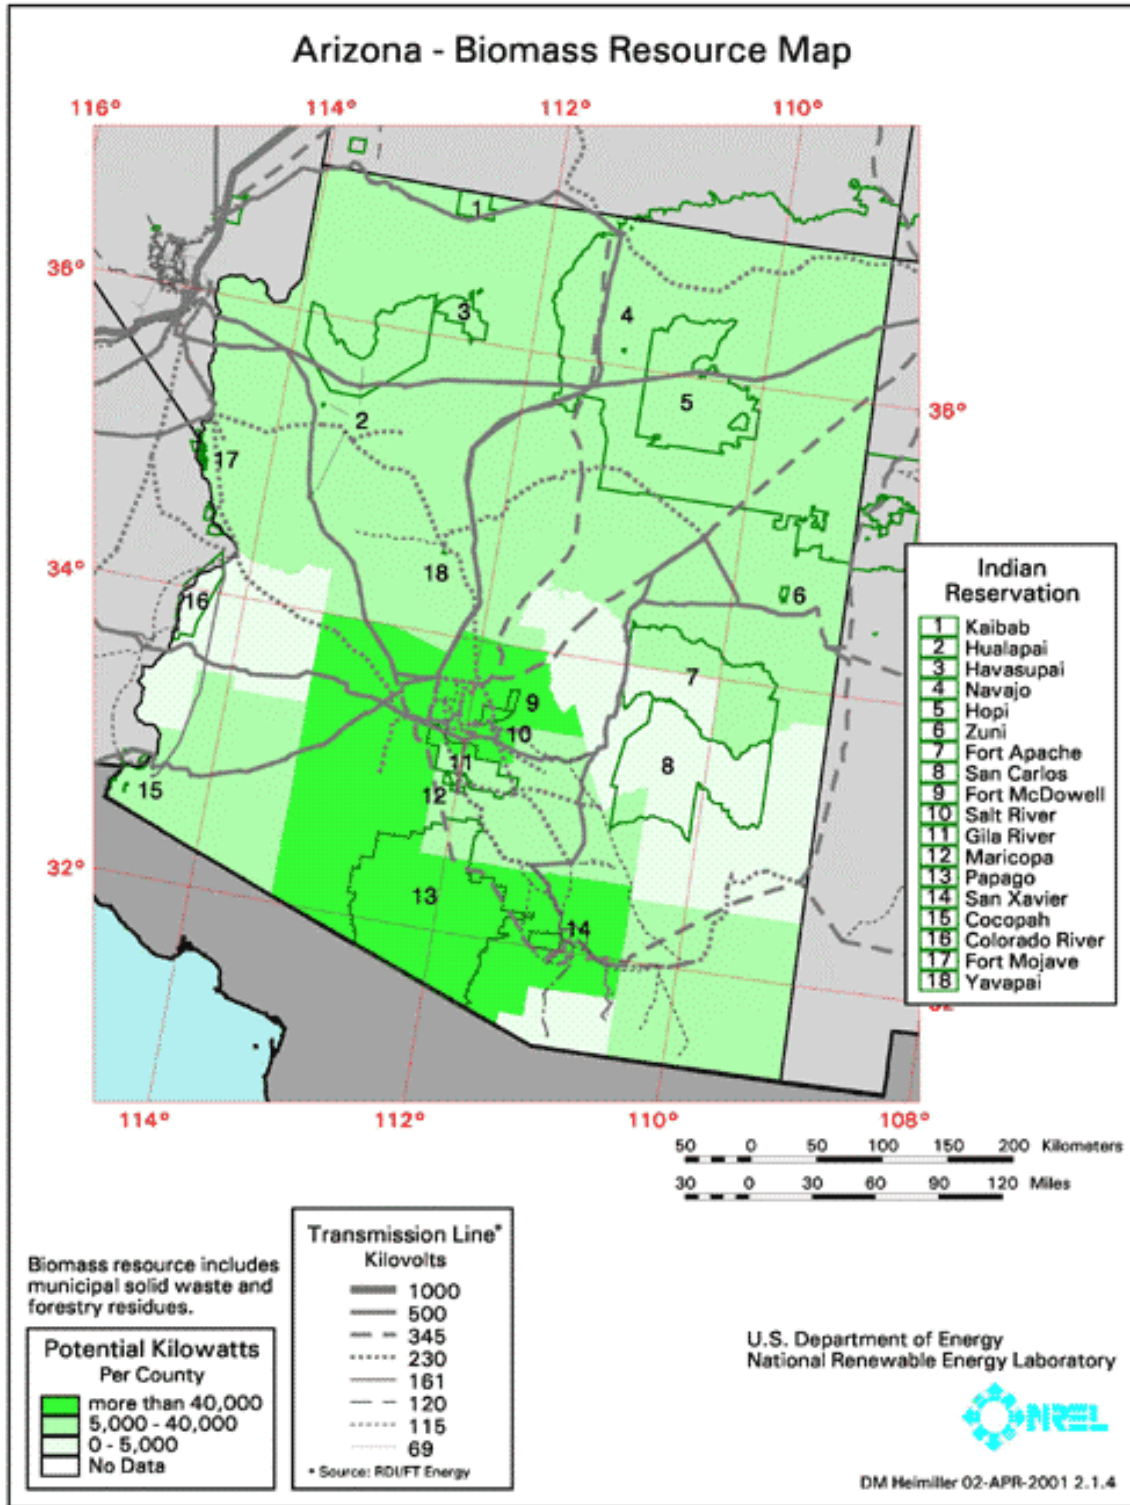 Arizona - Biomass Resource Map
116°
114°
112°
110°
36°
34°
32°
36°
114°
112°
110°
108°
1
2
3
4
5
6
7
8
9
10
11
12
13
14
15
16
17
18
Indian
Reservation
1 Kaibab
2 Hualapai
3 Havasupai
4 Navajo
5 Hopi
6 Zuni
7 Fort Apache
8 San Carlos
9 Fort McDowell
10 Salt River
11 Gila River
12 Maricopa
13 Papago
14 San Xavier
15 Cocopah
16 Colorado River
17 Fort Mojave
18 Yavapai
50 0 50 100 150 200 Kilometers
30 0 30 60 90 120 Miles
Biomass resource includes
municipal solid waste and
forestry residues.
Potential Kilowatts
Per County
more than 40,000
5,000 - 40,000
0 - 5,000
No Data
Transmission Line*
Kilovolts
1000
500
345
230
161
120
115
69
* Source: RDI/FT Energy
U.S. Department of Energy
National Renewable Energy Laboratory
NREL
DM Heimiller 02-APR-2001 2.1.4